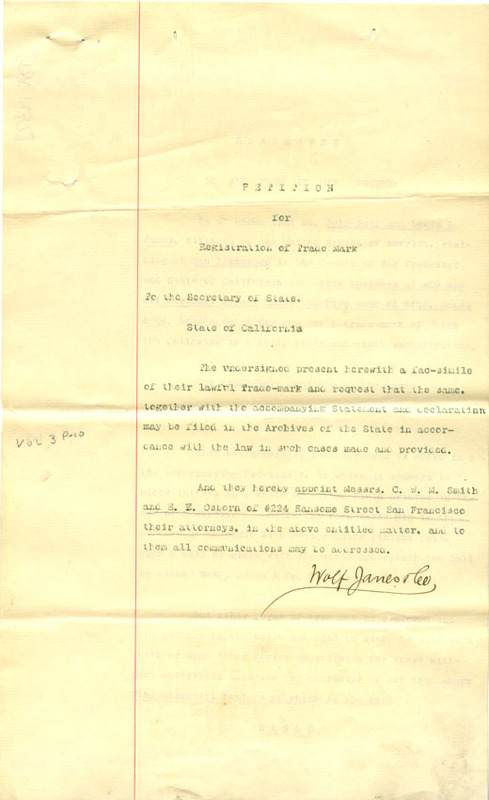 PETITION
for
Registration of Trade Mark
To the Secretary of State.
State of California
The undersigned present herewith a fac-simile
of their lawful Trade-mark and request that the same.
together with the accompanying Statement and declaration
may be filed in the Archives of the State in accor-
dance with the law in such cases made and provided.
VOL 3
And they hereby appoint Messrs. C. W. M. Smith
and E. E. Osborn of #224 Sansome Street San Francisco
their attorneys. in the above entitled matter. and to
them all communications may be addressed.
Wolf Janes & Co,